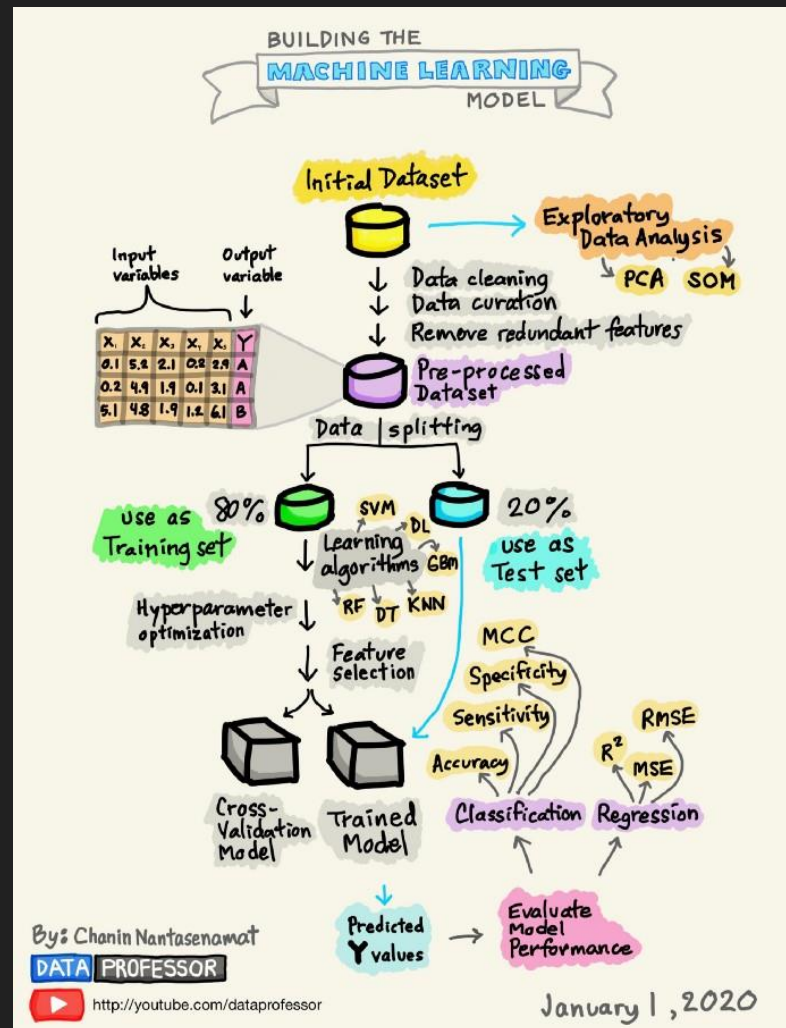 BUILDING THE
MACHINE LEARNING
MODEL
Initial Dataset
Exploratory
Data Analysis
PCA SOM
Data cleaning
Data curation
Remove redundant features
Input
variables
Output
variable
X₁ X₂ X₃ X₄ X₅ Y
0.1 5.2 2.1 0.2 2.9 A
0.2 4.9 1.9 0.1 3.1 A
5.1 4.8 1.9 1.2 6.1 B
Pre-processed
Dataset
Data splitting
80%
use as
Training set
20%
use as
Test set
Learning
algorithms
SVM
DL
GBM
KNN
DT
RF
Hyperparameter
optimization
Feature
selection
Cross-
Validation
Model
Trained
Model
MCC
Specificity
Sensitivity
Accuracy
Classification
RMSE
R²
MSE
Regression
Predicted
Y values
Evaluate
Model
Performance
By: Chanin Nantasenamat
DATA PROFESSOR
http://youtube.com/dataprofessor
January 1, 2020